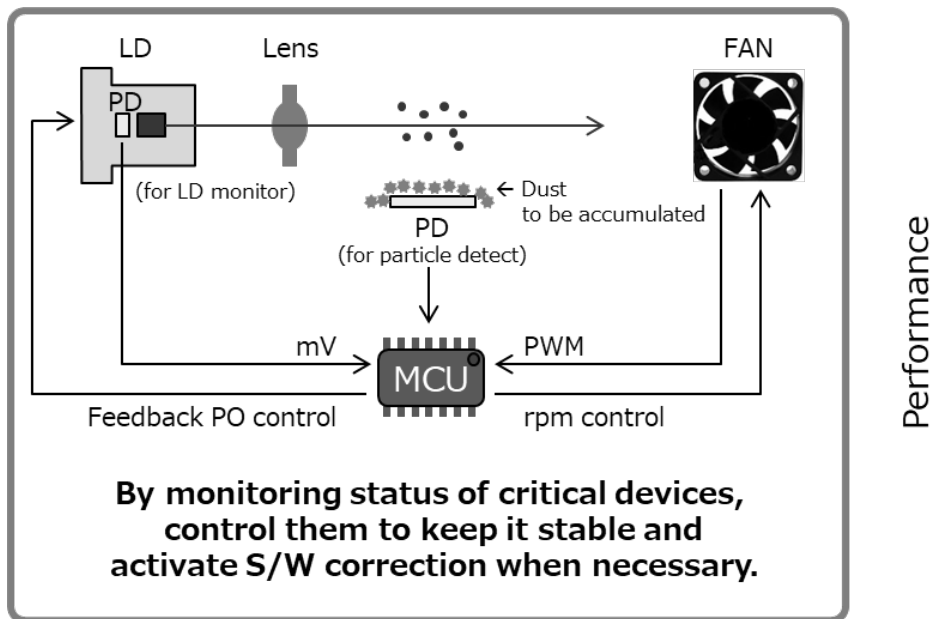 LD
Lens
FAN
PD
(for LD monitor)
← Dust
to be accumulated
PD
(for particle detect)
mV
PWM
MCU
Feedback PO control
rpm control
By monitoring status of critical devices,
control them to keep it stable and
activate S/W correction when necessary.
Performance